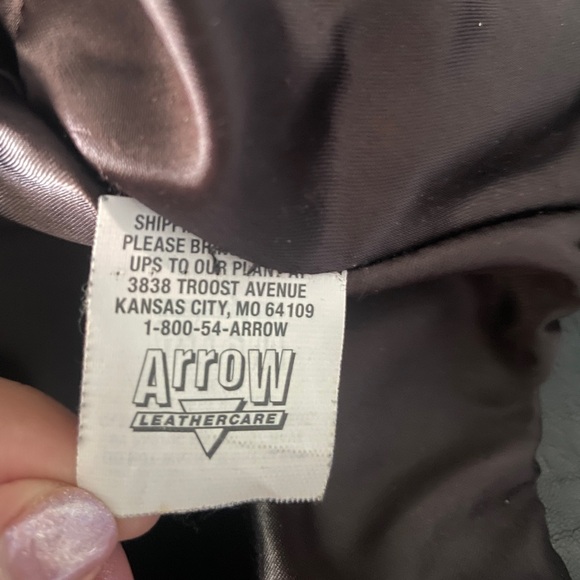 PLEASE
UPS TO OUR PLANT AT
3838 TROOST AVENUE
KANSAS CITY, MO 64109
1-800-54-ARROW
Arrow
LEATHERCARE